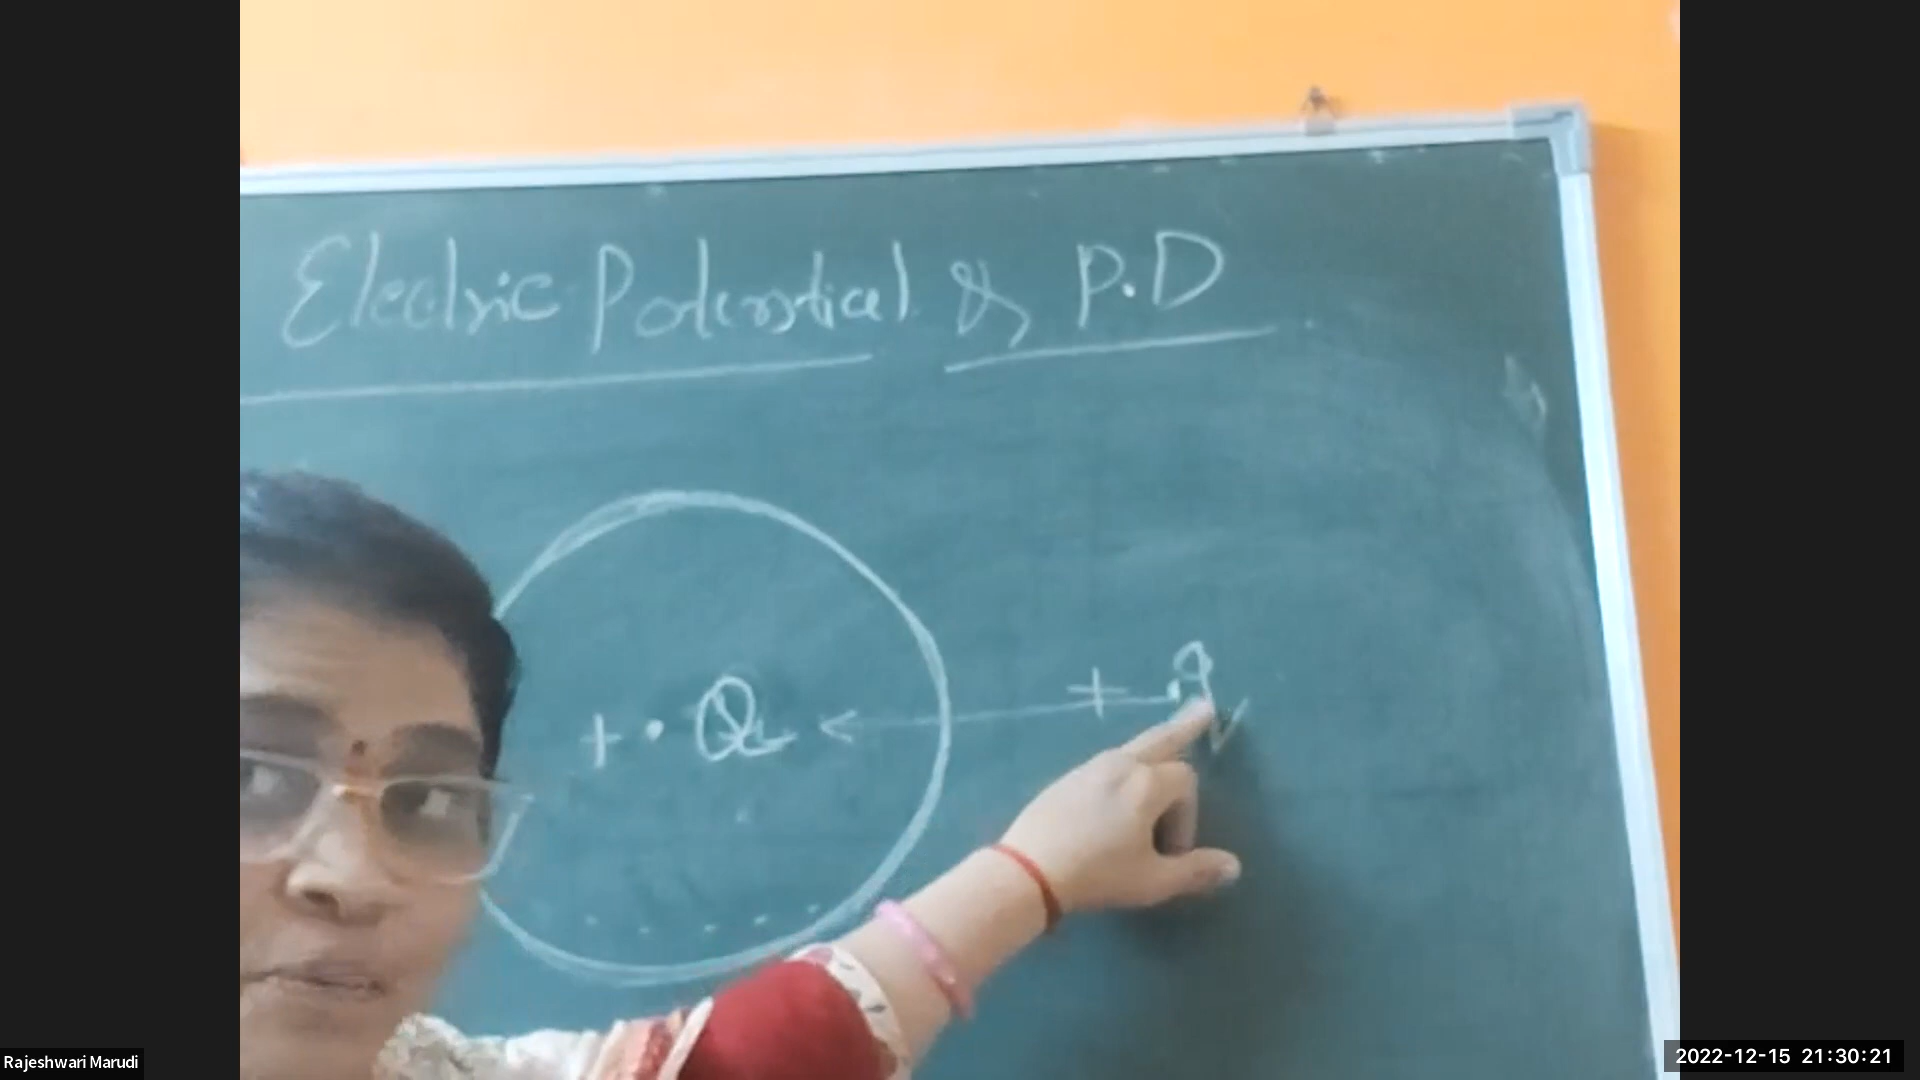 Electric Potential & P.D
+ . Q < + .q
Rajeshwari Marudi
2022-12-15 21:30:21